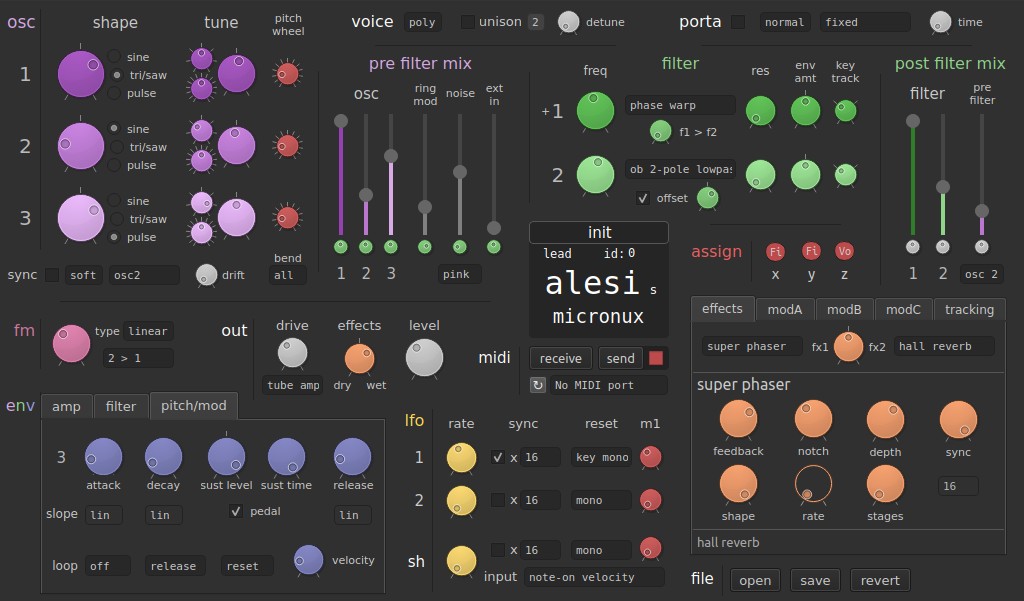 osc shape tune pitch wheel
1 sine tri/saw pulse
2 sine tri/saw pulse
3 sine tri/saw pulse
sync soft osc2 drift bend all
voice poly unison 2 detune
porta normal fixed time
pre filter mix
osc ring mod noise ext in
1 2 3 pink
filter
freq res env amt key track
+1 phase warp
f1 > f2
2 ob 2-pole lowpas
offset
post filter mix
filter pre filter
1 2 osc 2
assign Fi Fi Vo
x y z
init
lead id: 0
alesi s
micronux
fm type linear
2 > 1
out drive effects level
tube amp dry wet
midi receive send
↻ No MIDI port
env amp filter pitch/mod
3 attack decay sust level sust time release
slope lin lin pedal lin
loop off release reset velocity
lfo rate sync reset m1
1 x 16 key mono
2 x 16 mono
sh x 16 mono
input note-on velocity
effects modA modB modC tracking
super phaser fx1 fx2 hall reverb
super phaser
feedback notch depth sync
shape rate stages 16
hall reverb
file open save revert